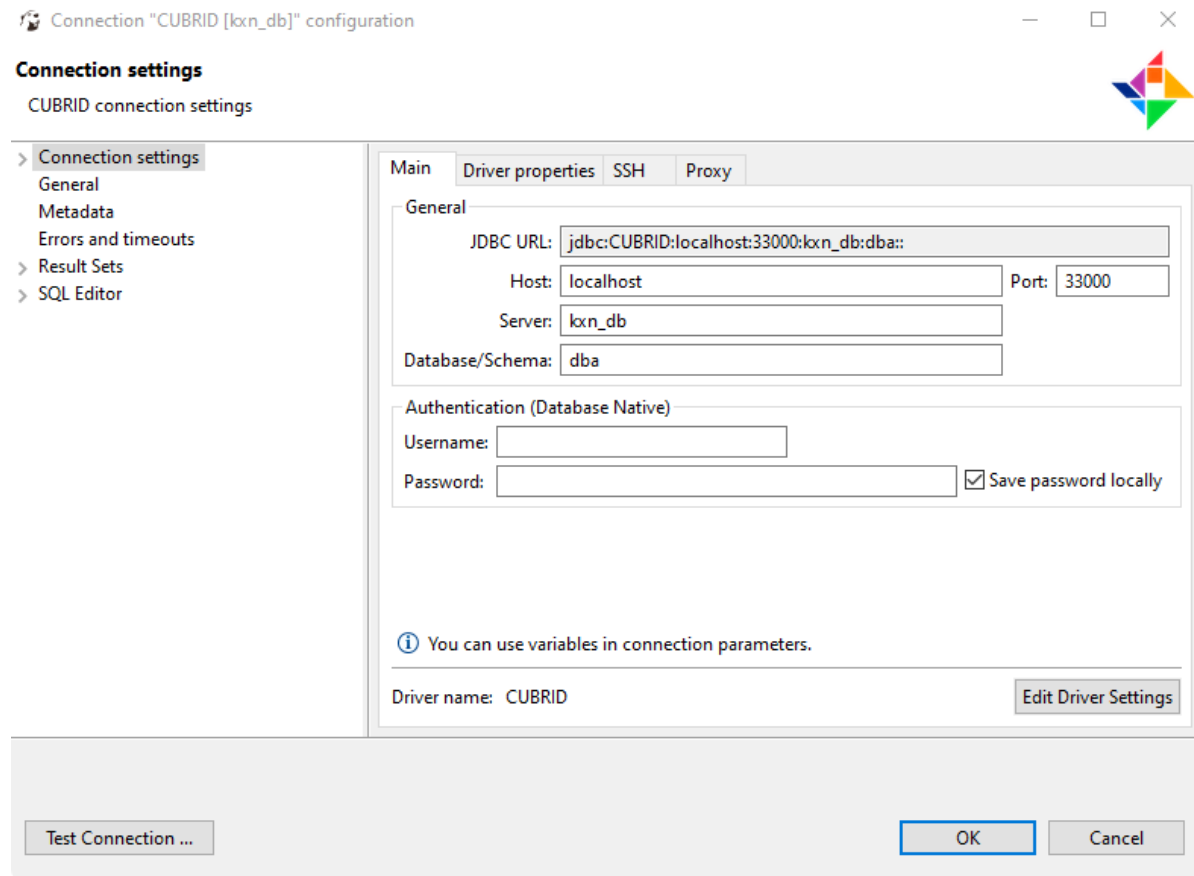 Connection "CUBRID [kxn_db]" configuration
Connection settings
CUBRID connection settings
Connection settings
General
Metadata
Errors and timeouts
Result Sets
SQL Editor
Main Driver properties SSH Proxy
General
JDBC URL: jdbc:CUBRID:localhost:33000:kxn_db:dba::
Host: localhost Port: 33000
Server: kxn_db
Database/Schema: dba
Authentication (Database Native)
Username:
Password: Save password locally
You can use variables in connection parameters.
Driver name: CUBRID Edit Driver Settings
Test Connection ... OK Cancel